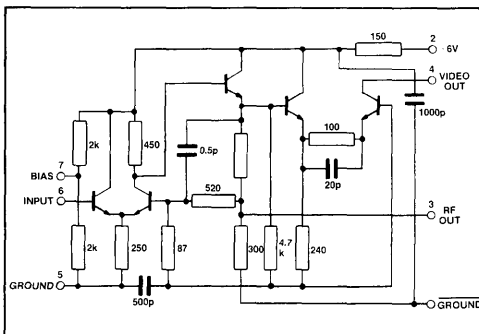 150
2
6V
4
VIDEO
OUT
1000p
2k
450
100
0.5p
7
BIAS
20p
6
INPUT
520
3
RF
OUT
2k
250
87
300
4.7
k
240
5
GROUND
500p
GROUND